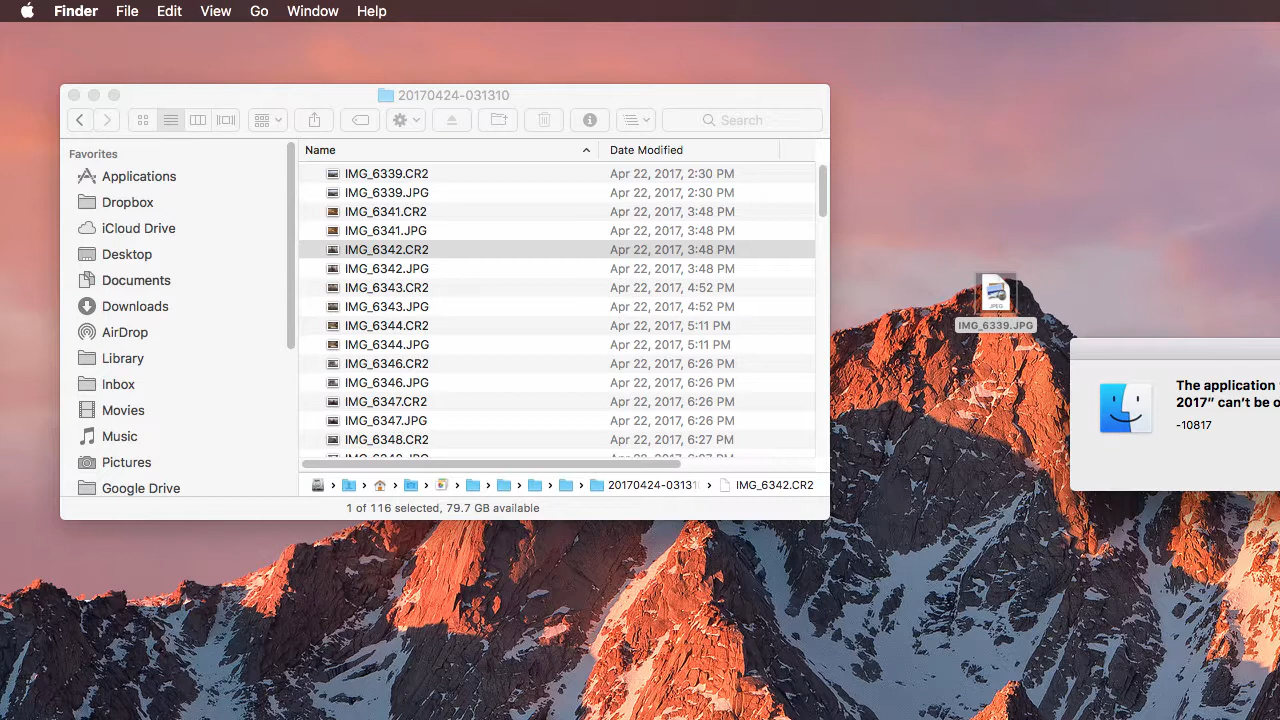 Finder File Edit View Go Window Help
20170424-031310
Search
Favorites
Applications
Dropbox
iCloud Drive
Desktop
Documents
Downloads
AirDrop
Library
Inbox
Movies
Music
Pictures
Google Drive
Name Date Modified
IMG_6339.CR2 Apr 22, 2017, 2:30 PM
IMG_6339.JPG Apr 22, 2017, 2:30 PM
IMG_6341.CR2 Apr 22, 2017, 3:48 PM
IMG_6341.JPG Apr 22, 2017, 3:48 PM
IMG_6342.CR2 Apr 22, 2017, 3:48 PM
IMG_6342.JPG Apr 22, 2017, 3:48 PM
IMG_6343.CR2 Apr 22, 2017, 4:52 PM
IMG_6343.JPG Apr 22, 2017, 4:52 PM
IMG_6344.CR2 Apr 22, 2017, 5:11 PM
IMG_6344.JPG Apr 22, 2017, 5:11 PM
IMG_6346.CR2 Apr 22, 2017, 6:26 PM
IMG_6346.JPG Apr 22, 2017, 6:26 PM
IMG_6347.CR2 Apr 22, 2017, 6:26 PM
IMG_6347.JPG Apr 22, 2017, 6:26 PM
IMG_6348.CR2 Apr 22, 2017, 6:27 PM
20170424-03131 IMG_6342.CR2
1 of 116 selected, 79.7 GB available
JPEG
IMG_6339.JPG
The application
2017” can’t be
-10817